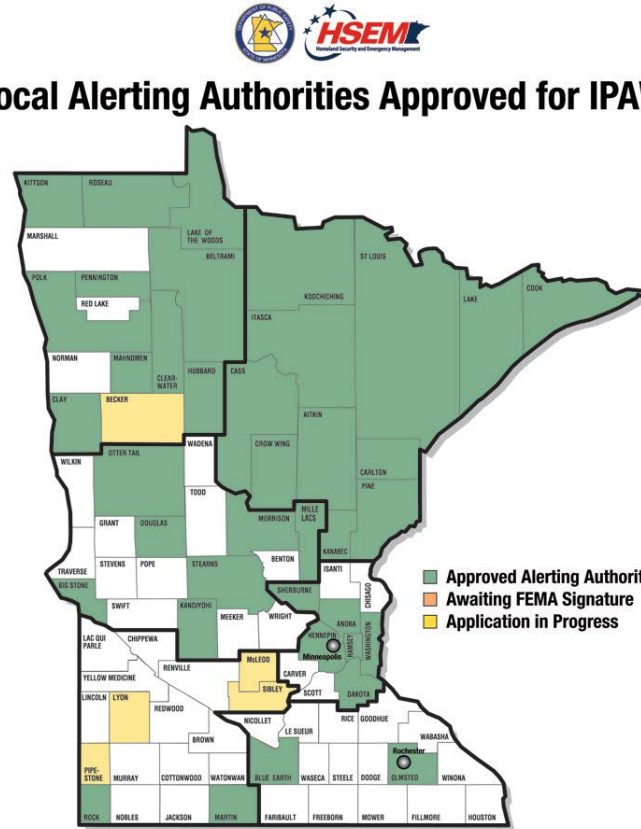 HSEM
Homeland Security and Emergency Management
ocal Alerting Authorities Approved for IPAW
KITTSON
ROSEAU
LAKE OF
THE WOODS
MARSHALL
BELTRAMI
ST LOUIS
POLK
PENNINGTON
COOK
KOOCHICHING
LAKE
RED LAKE
ITASCA
NORMAN
MAHNOMEN
HUBBARD
CASS
CLEAR-
WATER
CLAY
BECKER
AITKIN
WADENA
CROW WING
OTTER TAIL
WILKIN
CARLTON
PINE
TODD
MILLE
LACS
MORRISON
GRANT
DOUGLAS
KANABEC
BENTON
STEVENS
POPE
STEARNS
ISANTI
TRAVERSE
BIG STONE
SHERBURNE
CHISAGO
SWIFT
KANDIYOHI
MEEKER
WRIGHT
ANOKA
HENNEPIN
RAMSEY
WASHINGTON
Minneapolis
LAC QUI
PARLE
CHIPPEWA
RENVILLE
McLEOD
CARVER
YELLOW MEDICINE
SIBLEY
SCOTT
DAKOTA
LINCOLN
LYON
REDWOOD
NICOLLET
LE SUEUR
RICE
GOODHUE
WABASHA
BROWN
Rochester
PIPE-
STONE
MURRAY
COTTONWOOD
WATONWAN
BLUE EARTH
WASECA
STEELE
DODGE
OLMSTED
WINONA
ROCK
NOBLES
JACKSON
MARTIN
FARIBAULT
FREEBORN
MOWER
FILLMORE
HOUSTON
Approved Alerting Authorit
Awaiting FEMA Signature
Application in Progress